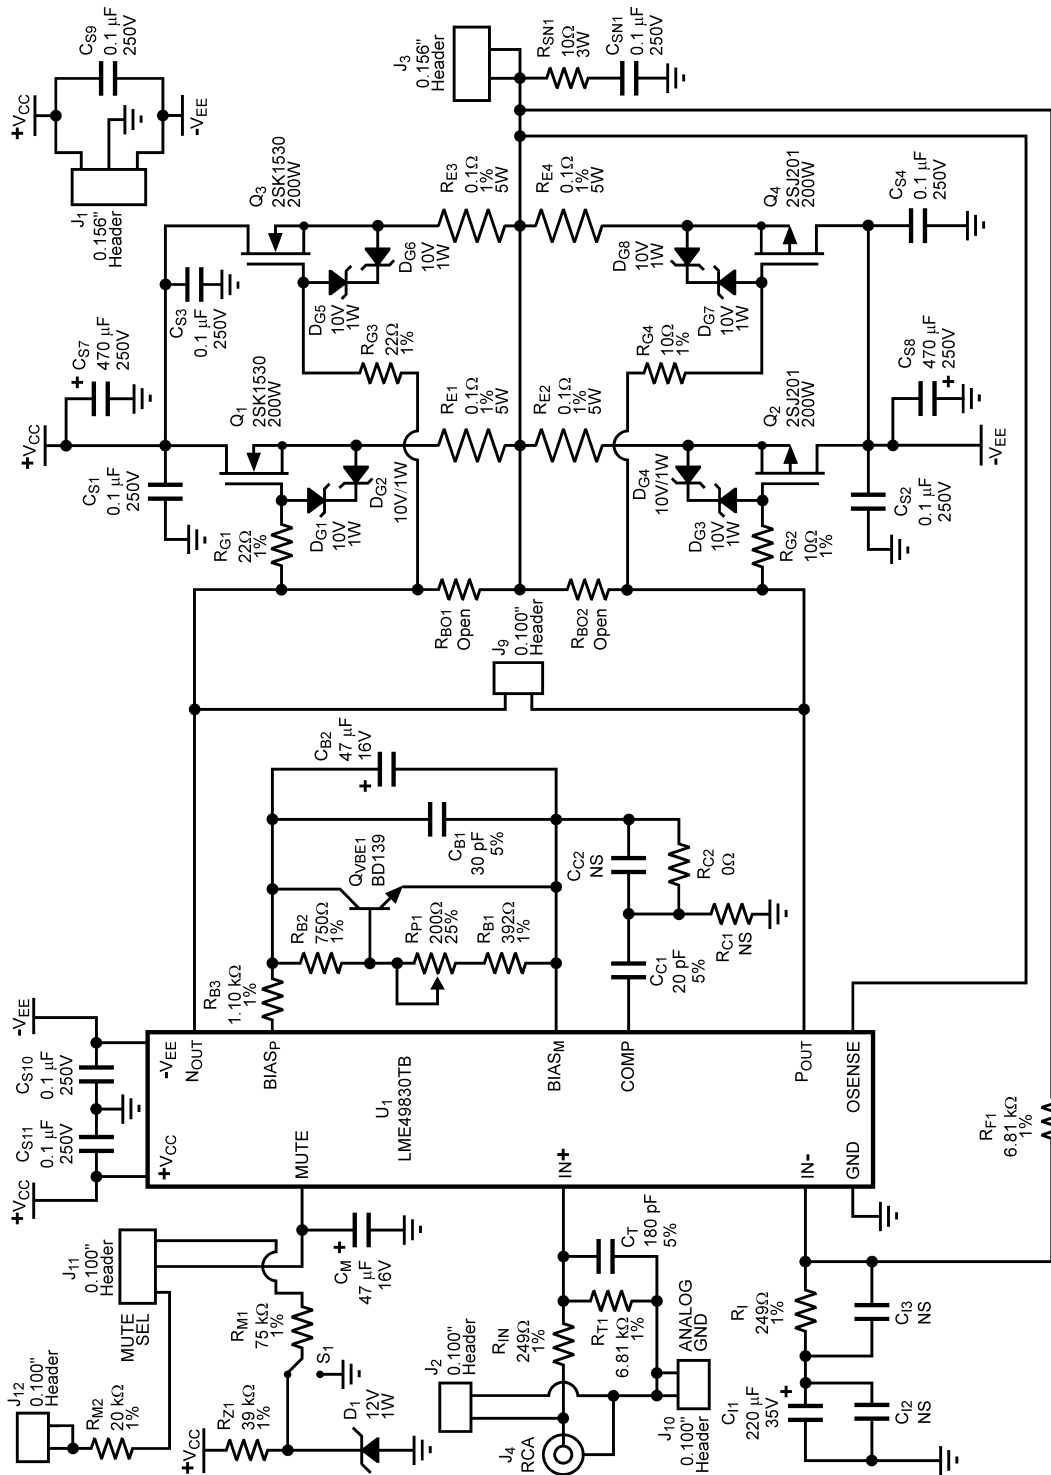 +VCC
CS9
0.1 µF
250V
-VEE
J1
0.156"
Header
J3
0.156"
Header
RSN1
10Ω
3W
CSN1
0.1 µF
250V
+VCC
CS7
470 µF
250V
+
CS3
0.1 µF
250V
CS1
0.1 µF
250V
Q1
2SK1530
200W
Q3
2SK1530
200W
RG1
22Ω
1%
DG1
10V
1W
DG2
10V/1W
DG5
10V
1W
DG6
10V
1W
RG3
22Ω
1%
RE1
0.1Ω
1%
5W
RE3
0.1Ω
1%
5W
RE2
0.1Ω
1%
5W
RE4
0.1Ω
1%
5W
RG4
10Ω
1%
DG4
10V/1W
DG3
10V
1W
DG8
10V
1W
DG7
10V
1W
RG2
10Ω
1%
Q2
2SJ201
200W
Q4
2SJ201
200W
CS2
0.1 µF
250V
CS4
0.1 µF
250V
CS8
470 µF
250V
+
-VEE
RBO1
Open
RBO2
Open
J9
0.100"
Header
CB2
47 µF
16V
+
CB1
30 pF
5%
QVBE1
BD139
RB2
750Ω
1%
RP1
200Ω
25%
RB1
392Ω
1%
RB3
1.10 kΩ
1%
CC2
NS
RC2
0Ω
CC1
20 pF
5%
RC1
NS
-VEE
CS10
0.1 µF
250V
CS11
0.1 µF
250V
+VCC
-VEE
NOUT
BIASP
BIASM
COMP
POUT
OSENSE
U1
LME49830TB
+VCC
MUTE
IN+
IN-
GND
RF1
6.81 kΩ
1%
J11
0.100"
Header
MUTE
SEL
J12
0.100"
Header
RM2
20 kΩ
1%
RM1
75 kΩ
1%
CM
47 µF
16V
+
+VCC
RZ1
39 kΩ
1%
S1
D1
12V
1W
J2
0.100"
Header
RIN
249Ω
1%
RT1
6.81 kΩ
1%
CT
180 pF
5%
J4
RCA
J10
0.100"
Header
ANALOG
GND
RI
249Ω
1%
CI3
NS
CI1
220 µF
35V
+
CI2
NS